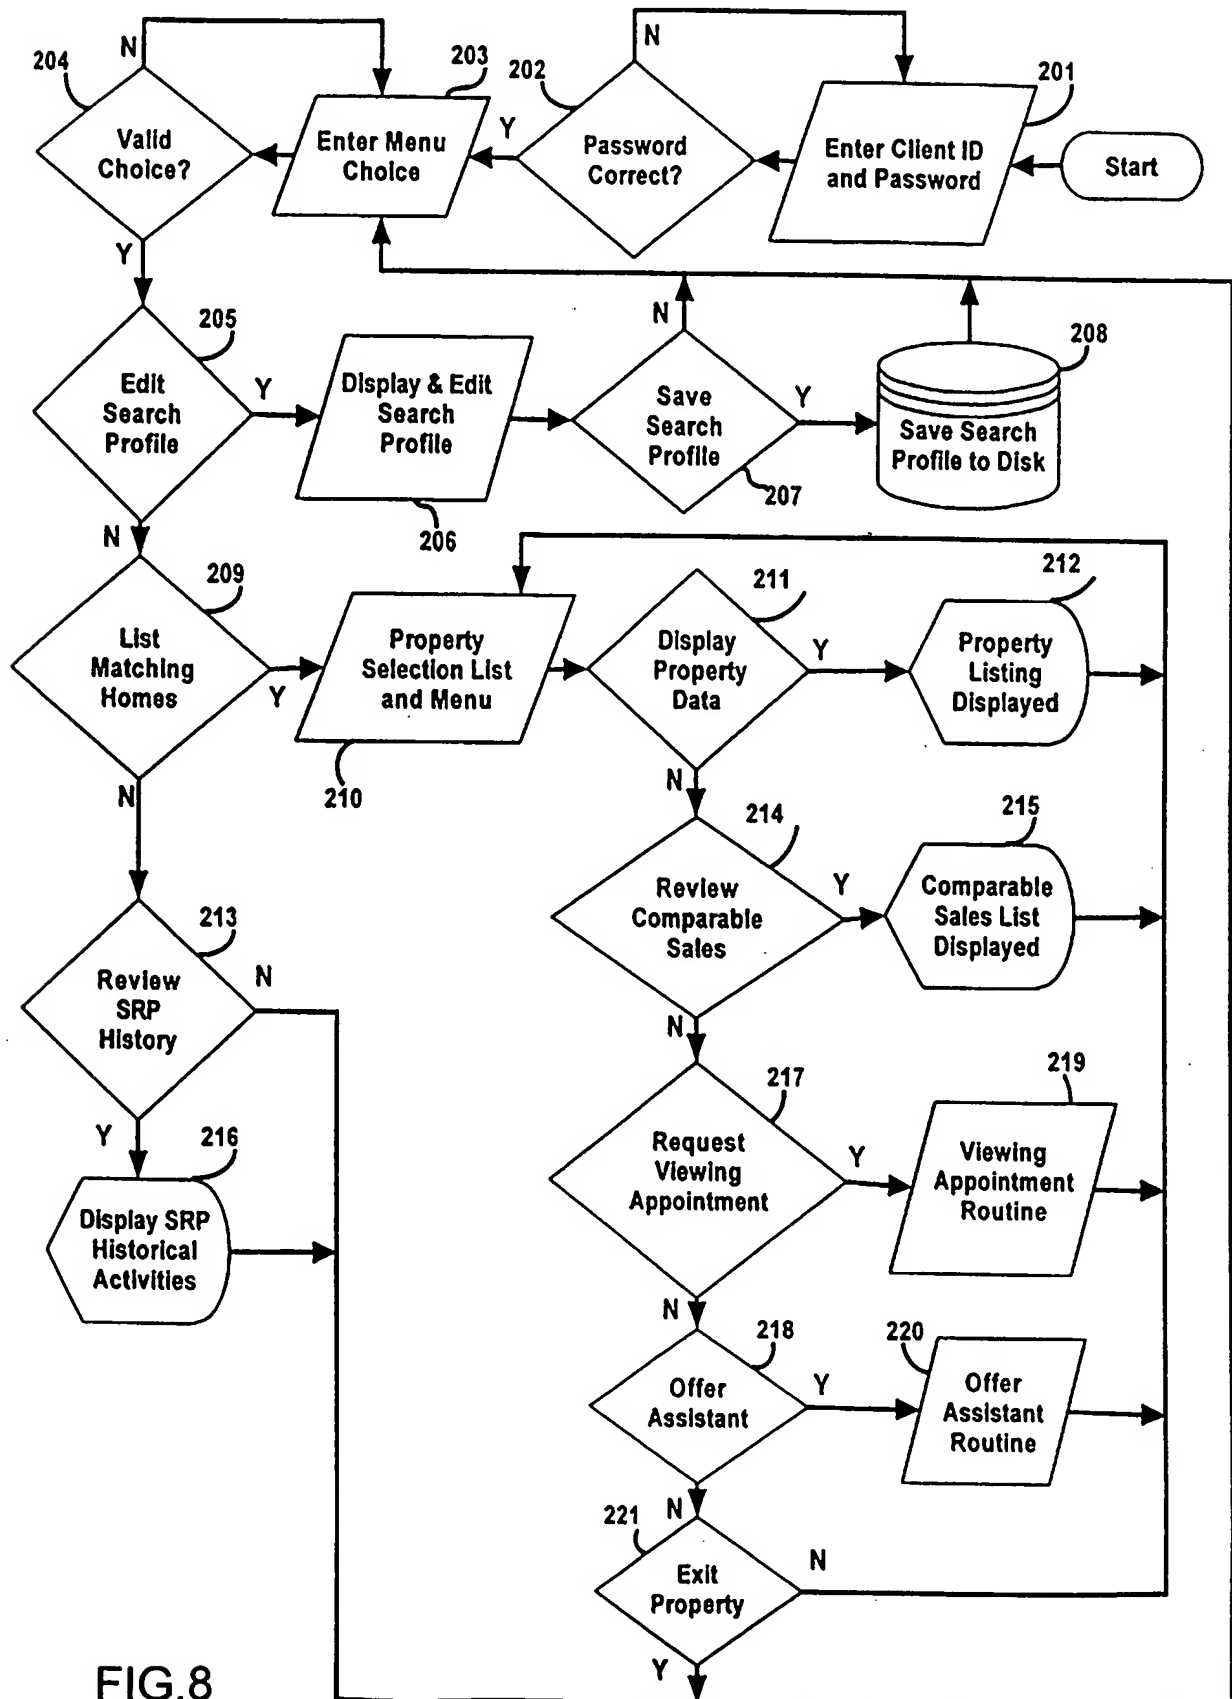 N
N
204
203
202
201
Valid
Choice?
Enter Menu
Choice
Y
Password
Correct?
Enter Client ID
and Password
Start
Y
205
N
208
Edit
Search
Profile
Y
Display & Edit
Search
Profile
Save
Search
Profile
Y
Save Search
Profile to Disk
207
206
N
209
211
212
List
Matching
Homes
Y
Property
Selection List
and Menu
Display
Property
Data
Y
Property
Listing
Displayed
210
N
N
214
215
Review
Comparable
Sales
Y
Comparable
Sales List
Displayed
213
Review
SRP
History
N
N
217
219
Y
216
Request
Viewing
Appointment
Y
Viewing
Appointment
Routine
Display SRP
Historical
Activities
N
218
220
Offer
Assistant
Y
Offer
Assistant
Routine
N
221
Exit
Property
N
Y
FIG.8